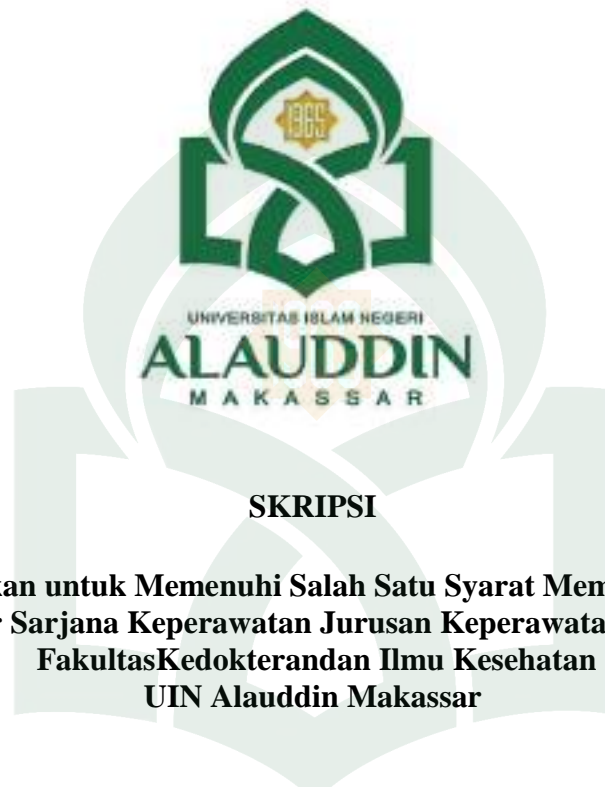 1965
UNIVERSITAS ISLAM NEGERI
ALAUDDIN
MAKASSAR
SKRIPSI
kan untuk Memenuhi Salah Satu Syarat Mem
r Sarjana Keperawatan Jurusan Keperawata
FakultasKedokterandan Ilmu Kesehatan
UIN Alauddin Makassar